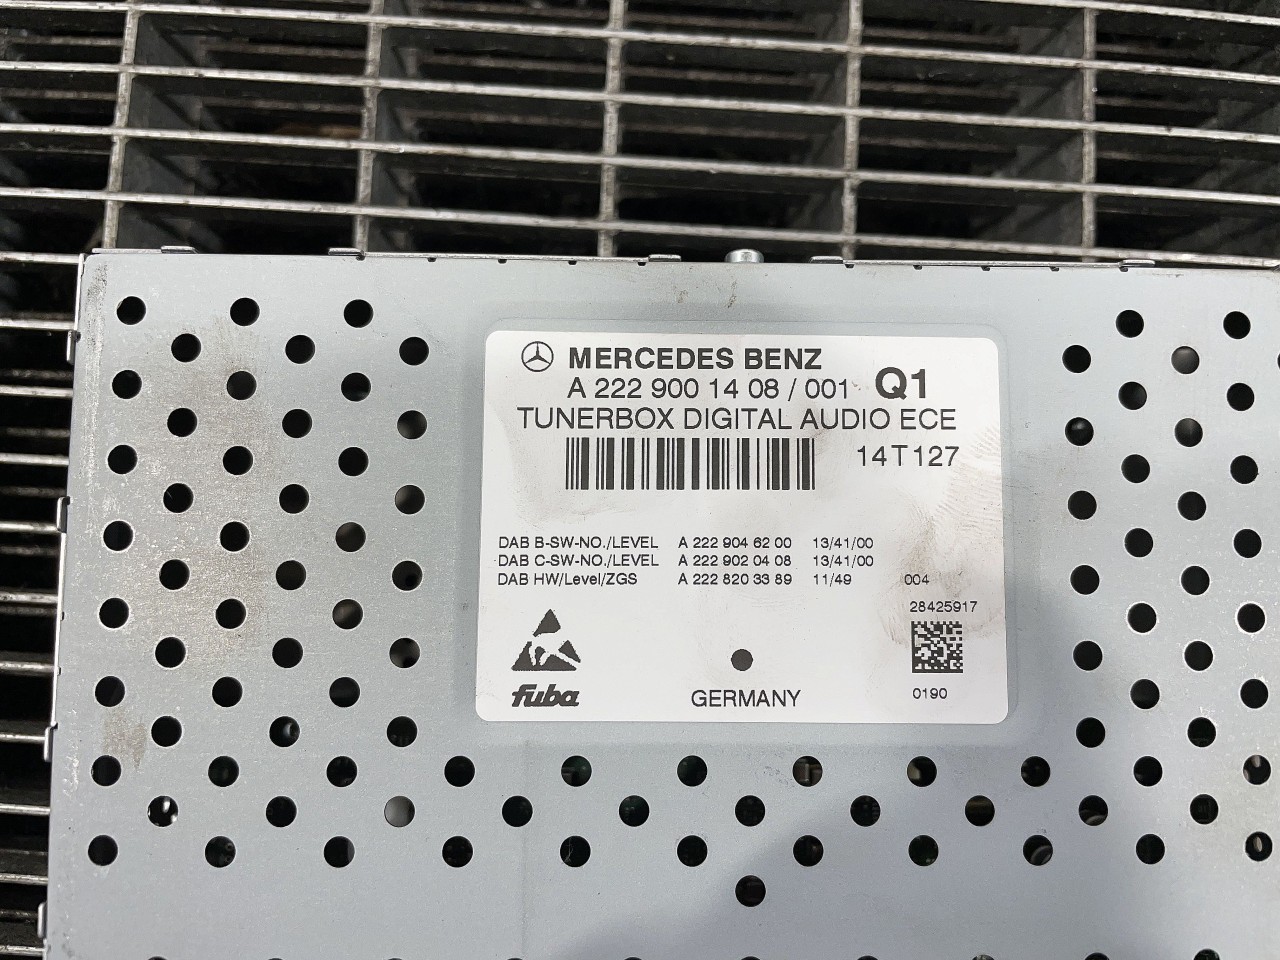 MERCEDES BENZ
A 222 900 14 08 / 001 Q1
TUNERBOX DIGITAL AUDIO ECE
14T127
DAB B-SW-NO./LEVEL A 222 904 62 00 13/41/00
DAB C-SW-NO./LEVEL A 222 902 04 08 13/41/00
DAB HW/Level/ZGS A 222 820 33 89 11/49 004
28425917
fuba GERMANY 0190